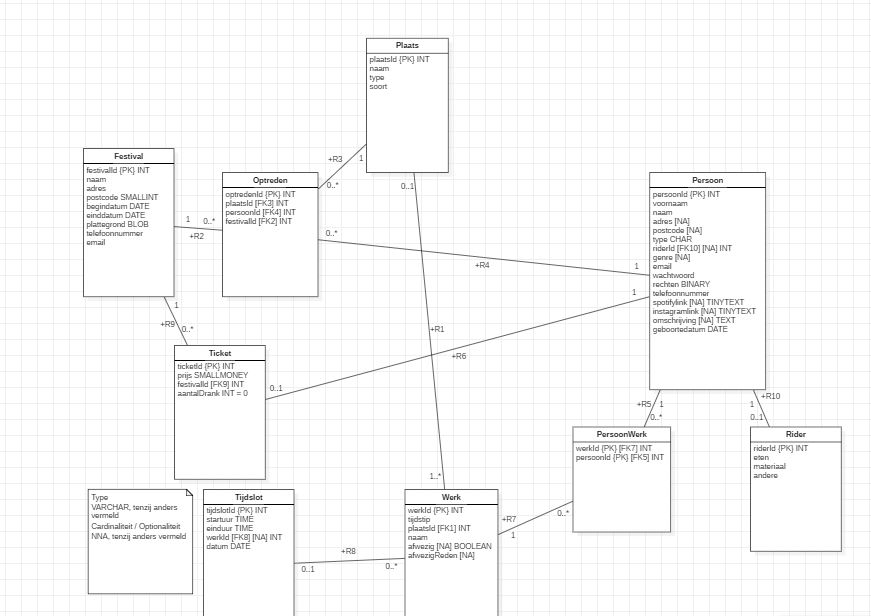 Plaats
plaatsId {PK} INT
naam
type
soort
Festival
festivalId {PK} INT
naam
adres
postcode SMALLINT
begindatum DATE
einddatum DATE
plattegrond BLOB
telefoonnummer
email
Optreden
optredenId {PK} INT
plaatsId [FK3] INT
persoonId [FK4] INT
festivalId [FK2] INT
Persoon
persoonId {PK} INT
voornaam
naam
adres [NA]
postcode [NA]
type CHAR
riderId [FK10] [NA] INT
genre [NA]
email
wachtwoord
rechten BINARY
telefoonnummer
spotifylink [NA] TINYTEXT
instagramlink [NA] TINYTEXT
omschrijving [NA] TEXT
geboortedatum DATE
+R3
1
0..*
0..1
1
0..*
+R2
0..*
+R4
1
1
1
+R9
0..*
+R1
+R6
0..1
Ticket
ticketId {PK} INT
prijs SMALLMONEY
festivalId [FK9] INT
aantalDrank INT = 0
+R5
1
0..*
+R10
1
0..1
PersoonWerk
werkId {PK} [FK7] INT
persoonId {PK} [FK5] INT
Rider
riderId {PK} INT
eten
materiaal
andere
1..*
Type
VARCHAR, tenzij anders
vermeld
Cardinaliteit / Optionaliteit
NNA, tenzij anders vermeld
Tijdslot
tijdslotId {PK} INT
startuur TIME
einduur TIME
werkId [FK8] [NA] INT
datum DATE
Werk
werkId {PK} INT
tijdstip
plaatsId [FK1] INT
naam
afwezig [NA] BOOLEAN
afwezigReden [NA]
+R7
1
0..*
+R8
0..1
0..*